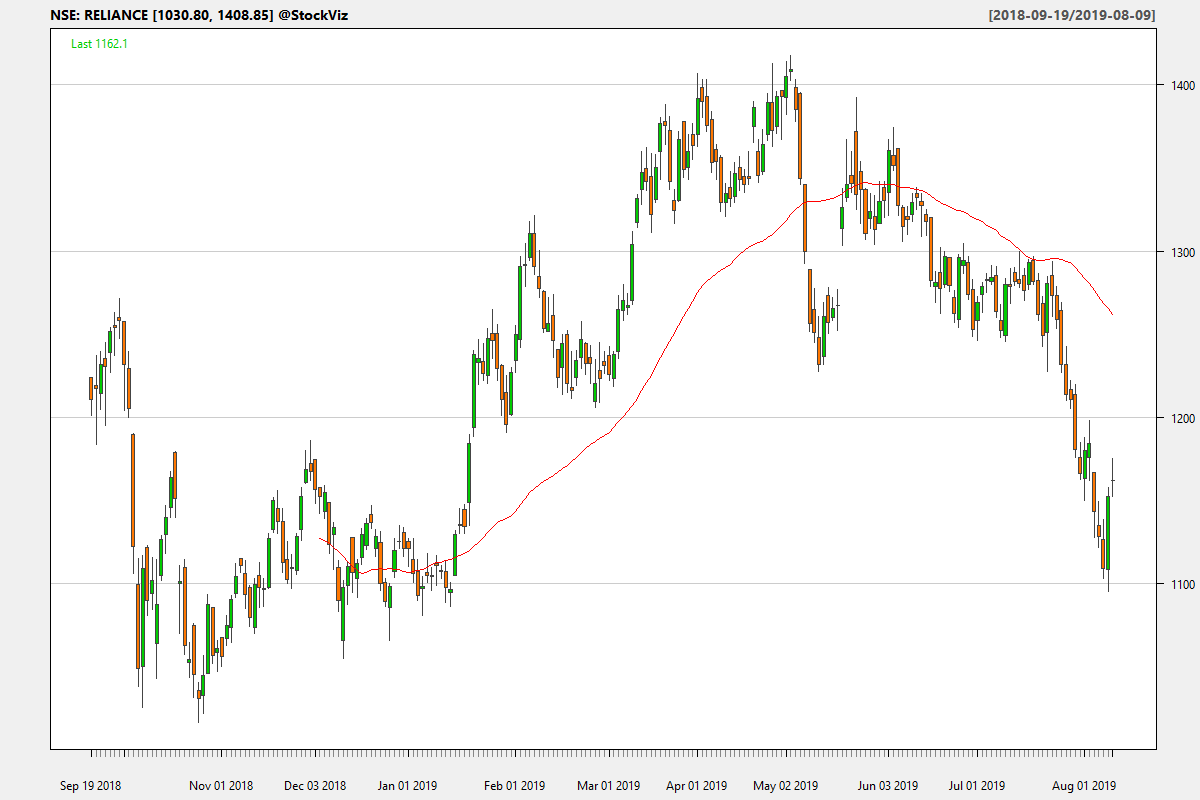 NSE: RELIANCE [1030.80, 1408.85] @StockViz
[2018-09-19/2019-08-09]
Last 1162.1
1400
1300
1200
1100
Sep 19 2018 Nov 01 2018 Dec 03 2018 Jan 01 2019 Feb 01 2019 Mar 01 2019 Apr 01 2019 May 02 2019 Jun 03 2019 Jul 01 2019 Aug 01 2019